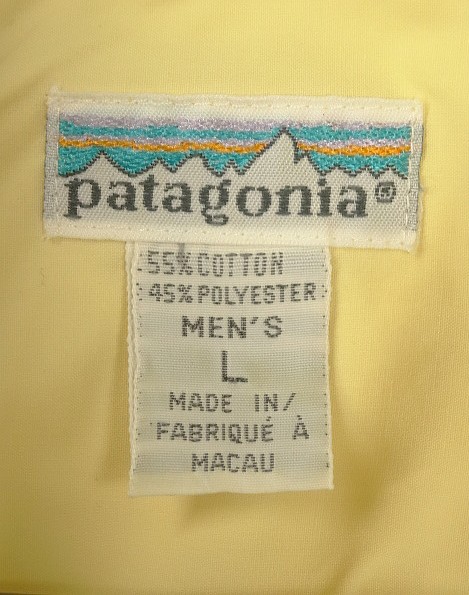 patagonia®
55% COTTON
45% POLYESTER
MEN'S
L
MADE IN/
FABRIQUÉ À
MACAU